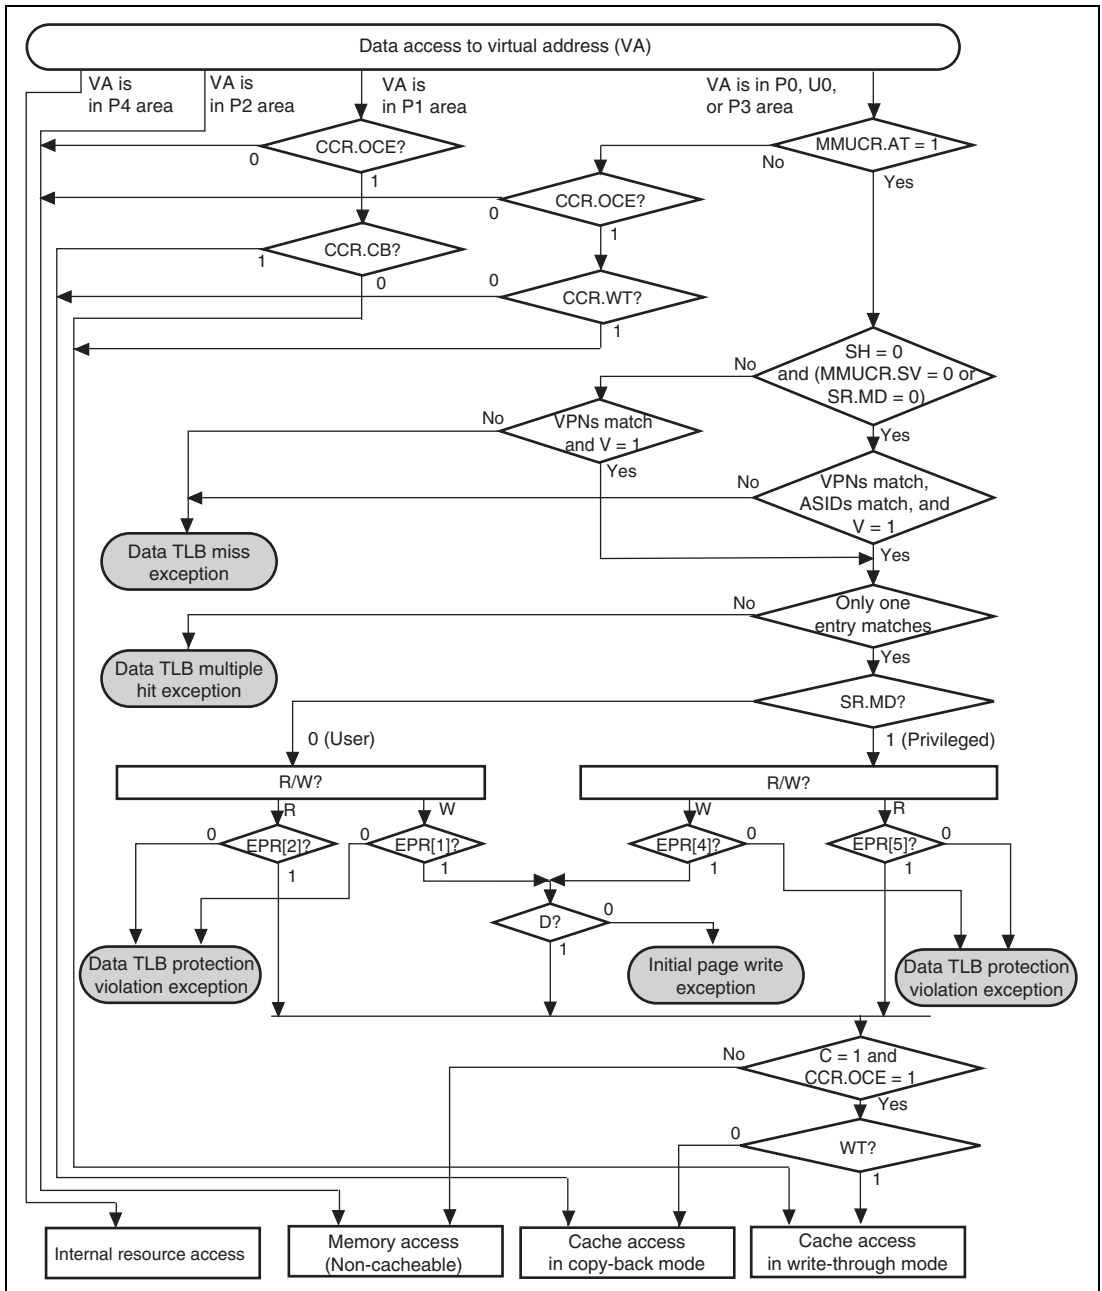 Data access to virtual address (VA)
VA is
in P4 area
VA is
in P2 area
VA is
in P1 area
VA is in P0, U0,
or P3 area
CCR.OCE?
0
1
MMUCR.AT = 1
No
Yes
CCR.OCE?
0
1
CCR.CB?
1
0
CCR.WT?
0
1
SH = 0
and (MMUCR.SV = 0 or
SR.MD = 0)
No
Yes
VPNs match
and V = 1
No
Yes
VPNs match,
ASIDs match, and
V = 1
No
Yes
Data TLB miss
exception
Only one
entry matches
No
Yes
Data TLB multiple
hit exception
SR.MD?
0 (User)
1 (Privileged)
R/W?
R/W?
R
W
W
R
0
EPR[2]?
1
0
EPR[1]?
1
EPR[4]?
0
1
EPR[5]?
0
1
D?
0
1
Data TLB protection
violation exception
Initial page write
exception
Data TLB protection
violation exception
C = 1 and
CCR.OCE = 1
No
Yes
WT?
0
1
Internal resource access
Memory access
(Non-cacheable)
Cache access
in copy-back mode
Cache access
in write-through mode